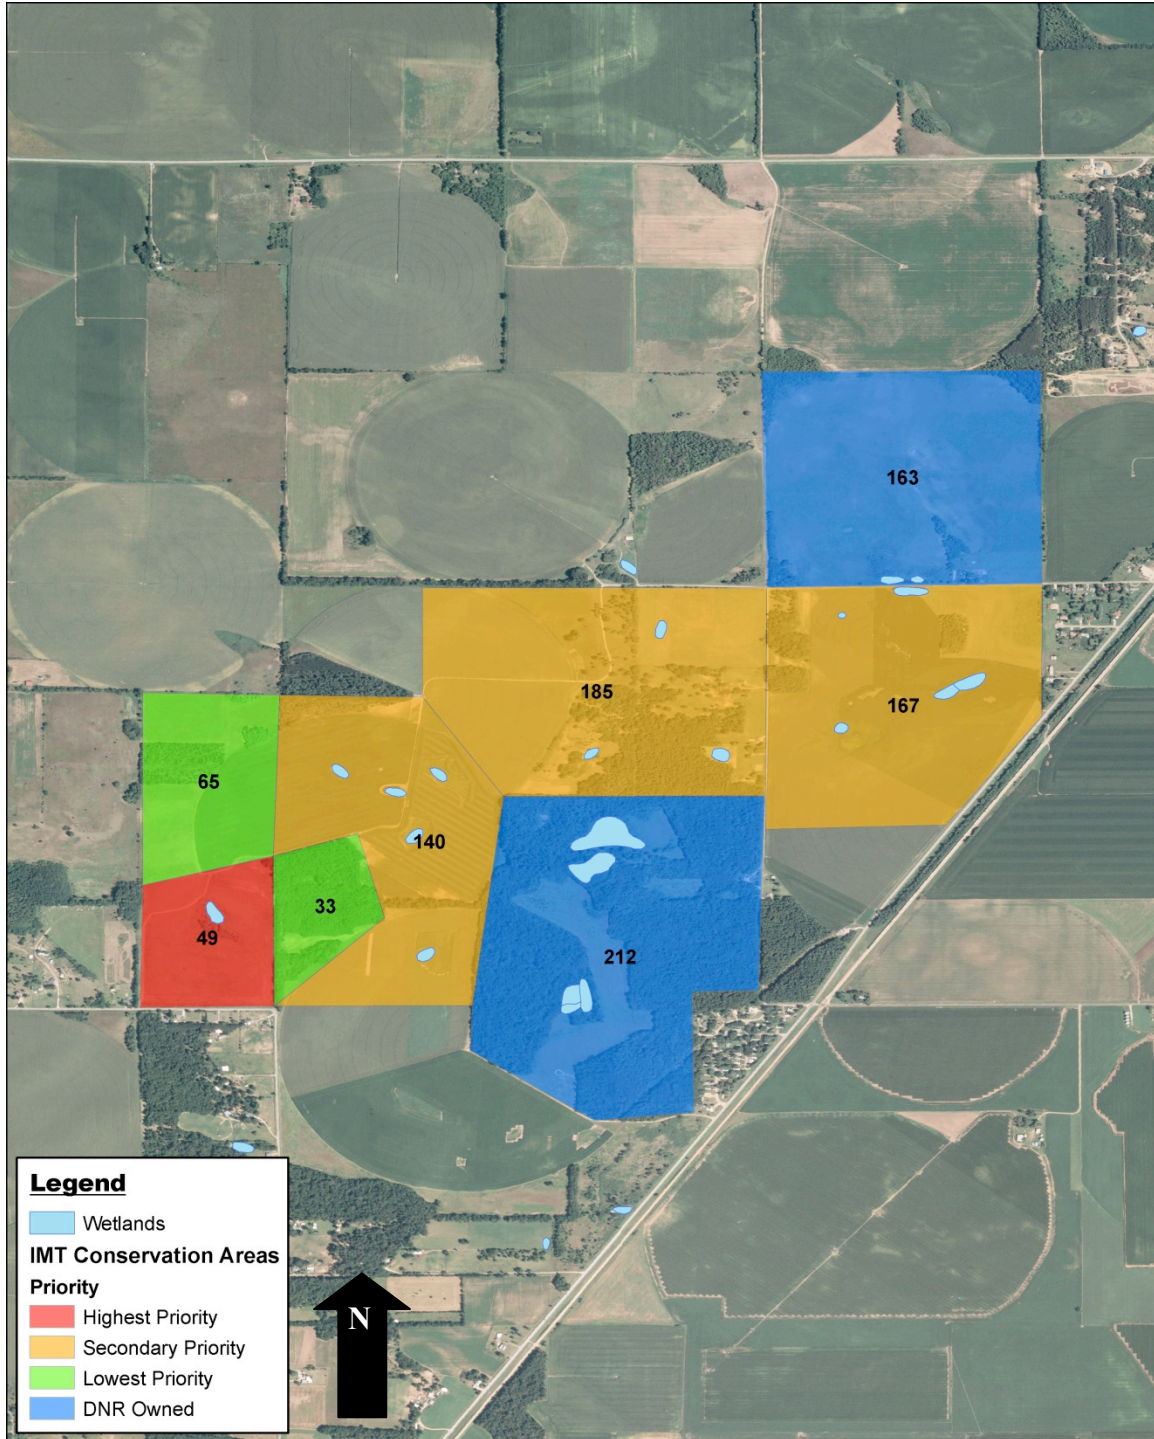 163
185
167
65
140
33
49
212
Legend
Wetlands
IMT Conservation Areas
Priority
Highest Priority
Secondary Priority
Lowest Priority
DNR Owned
N